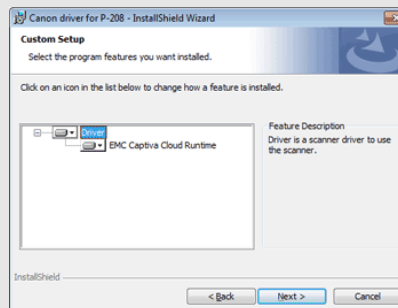 Canon driver for P-208 - InstallShield Wizard
Custom Setup
Select the program features you want installed.
Click on an icon in the list below to change how a feature is installed.
Driver
EMC Captiva Cloud Runtime
Feature Description
Driver is a scanner driver to use
the scanner.
InstallShield
< Back
Next >
Cancel